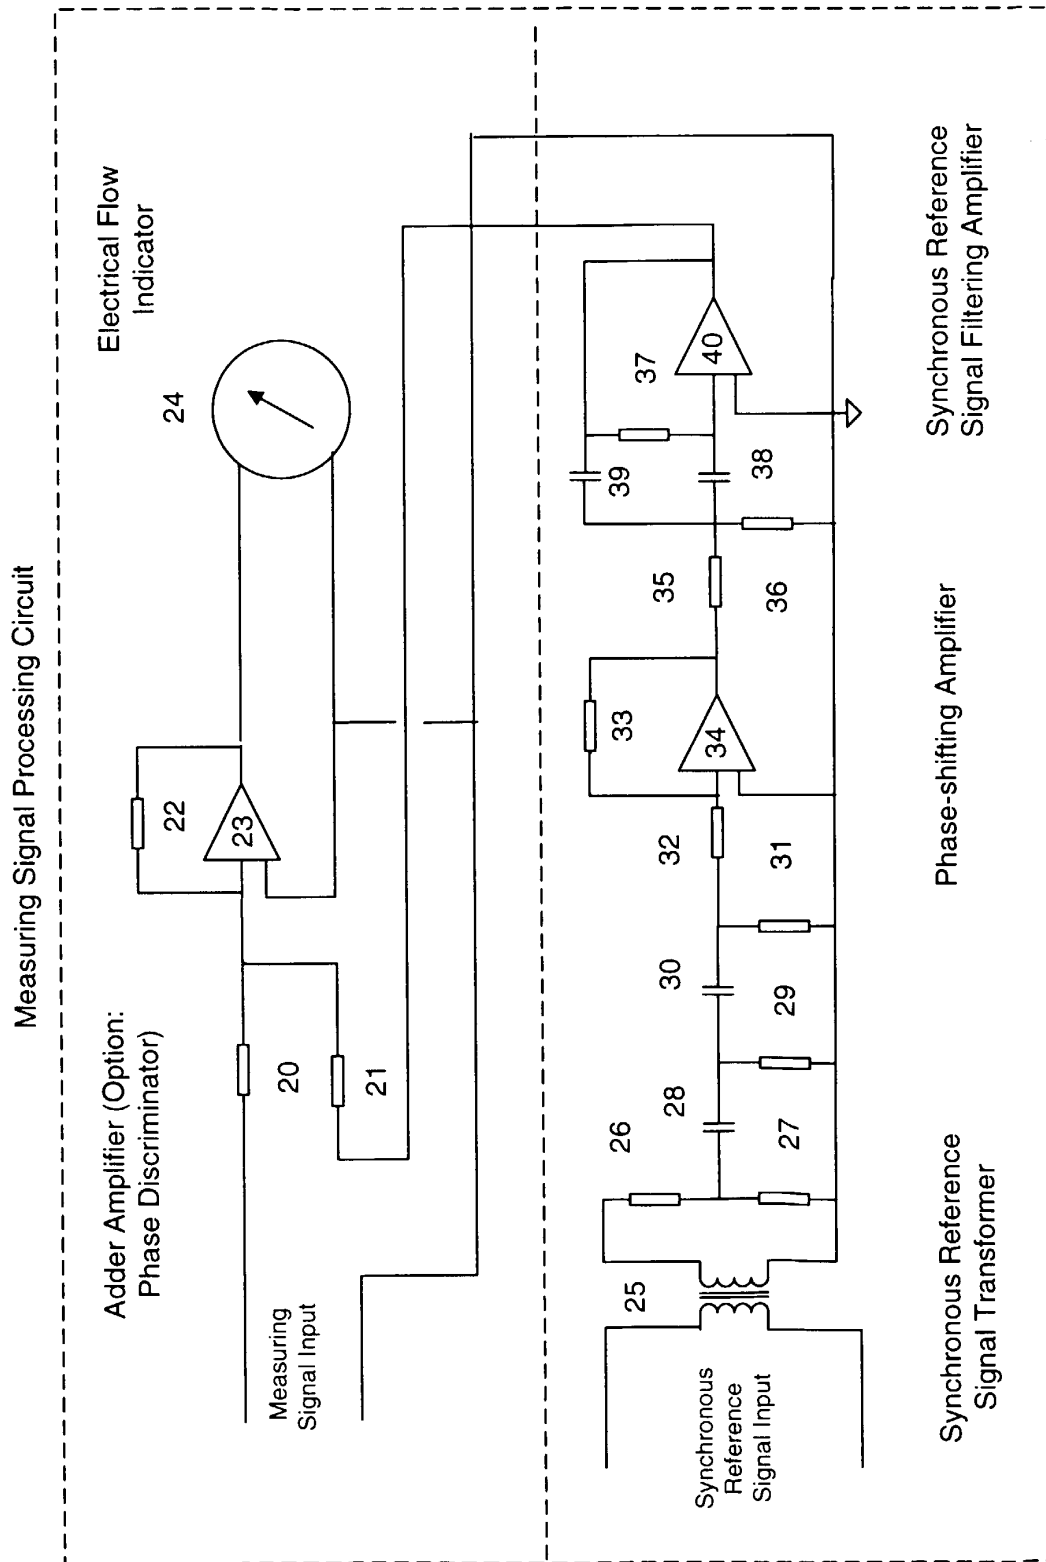 Measuring Signal Processing Circuit
Adder Amplifier (Option:
Phase Discriminator)
Electrical Flow
Indicator
24
22
23
20
21
Measuring
Signal Input
25
26
27
28
29
30
31
32
33
34
35
36
37
38
39
40
Synchronous
Reference
Signal Input
Synchronous Reference
Signal Transformer
Phase-shifting Amplifier
Synchronous Reference
Signal Filtering Amplifier